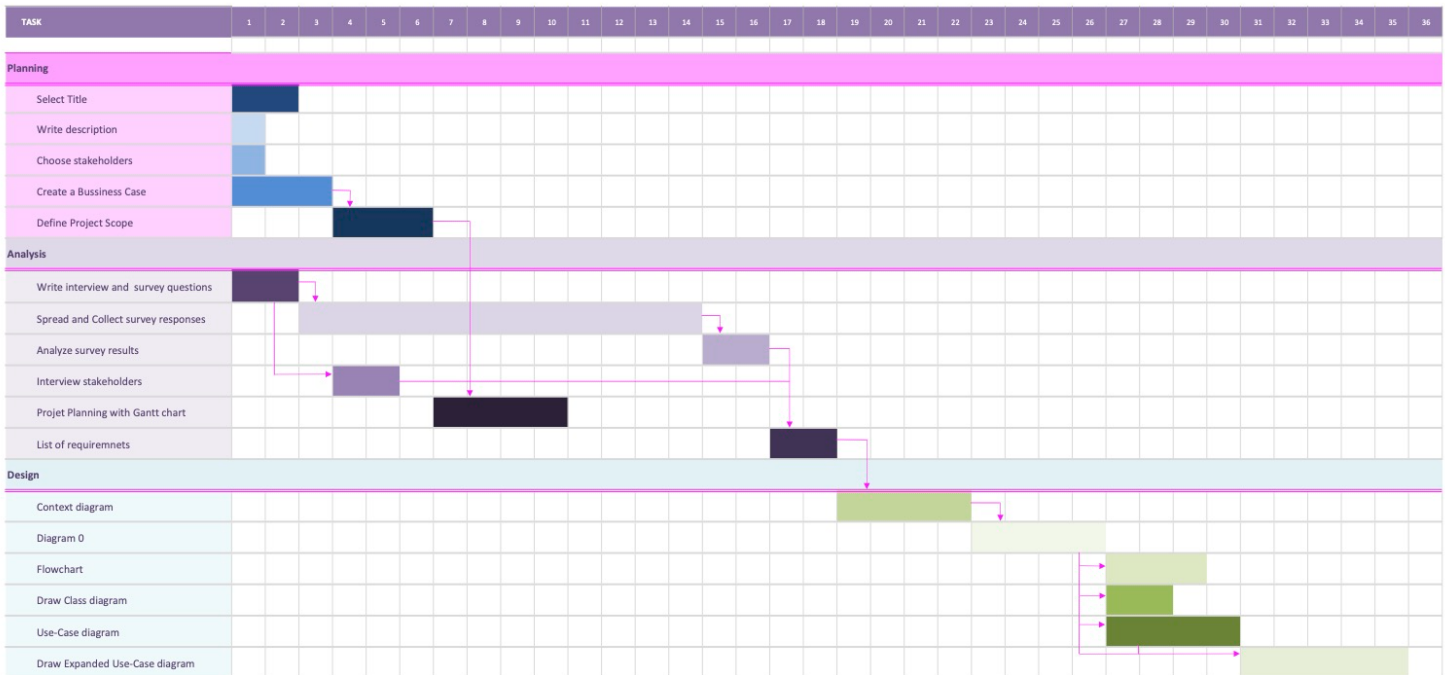 TASK 1 2 3 4 5 6 7 8 9 10 11 12 13 14 15 16 17 18 19 20 21 22 23 24 25 26 27 28 29 30 31 32 33 34 35 36
Planning
Select Title
Write description
Choose stakeholders
Create a Bussiness Case
Define Project Scope
Analysis
Write interview and survey questions
Spread and Collect survey responses
Analyze survey results
Interview stakeholders
Projet Planning with Gantt chart
List of requiremnets
Design
Context diagram
Diagram 0
Flowchart
Draw Class diagram
Use-Case diagram
Draw Expanded Use-Case diagram